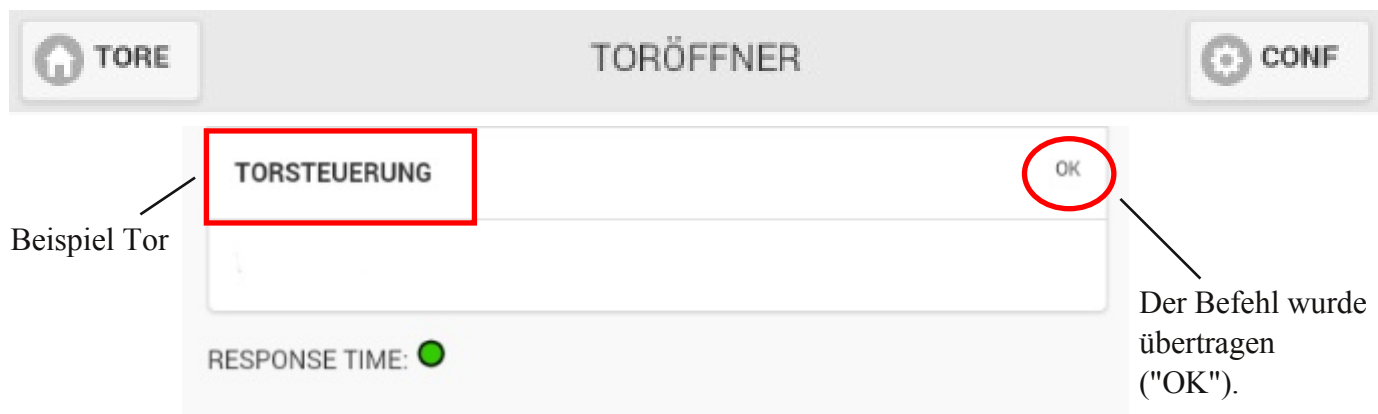 TORE
TORÖFFNER
CONF
TORSTEUERUNG
OK
Beispiel Tor
Der Befehl wurde
übertragen
("OK").
RESPONSE TIME: